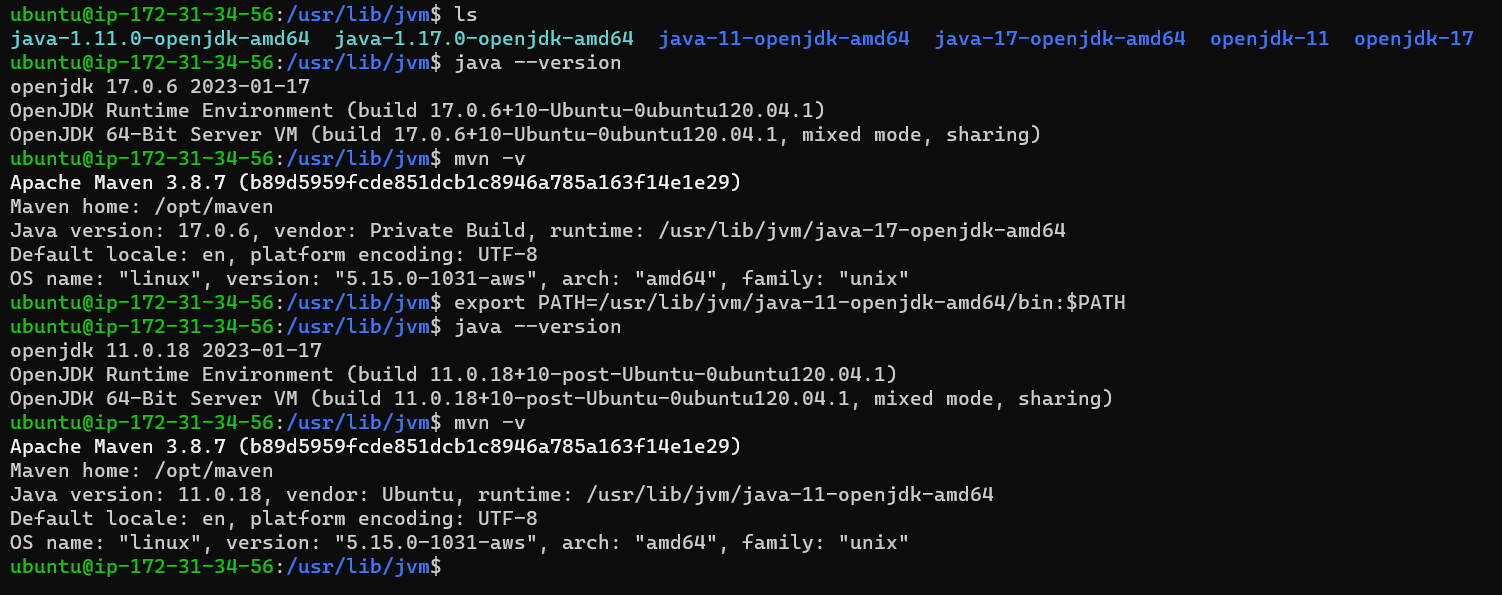 ubuntu@ip-172-31-34-56:/usr/lib/jvm$ ls
java-1.11.0-openjdk-amd64  java-1.17.0-openjdk-amd64  java-11-openjdk-amd64  java-17-openjdk-amd64  openjdk-11  openjdk-17
ubuntu@ip-172-31-34-56:/usr/lib/jvm$ java --version
openjdk 17.0.6 2023-01-17
OpenJDK Runtime Environment (build 17.0.6+10-Ubuntu-0ubuntu120.04.1)
OpenJDK 64-Bit Server VM (build 17.0.6+10-Ubuntu-0ubuntu120.04.1, mixed mode, sharing)
ubuntu@ip-172-31-34-56:/usr/lib/jvm$ mvn -v
Apache Maven 3.8.7 (b89d5959fcde851dcb1c8946a785a163f14e1e29)
Maven home: /opt/maven
Java version: 17.0.6, vendor: Private Build, runtime: /usr/lib/jvm/java-17-openjdk-amd64
Default locale: en, platform encoding: UTF-8
OS name: "linux", version: "5.15.0-1031-aws", arch: "amd64", family: "unix"
ubuntu@ip-172-31-34-56:/usr/lib/jvm$ export PATH=/usr/lib/jvm/java-11-openjdk-amd64/bin:$PATH
ubuntu@ip-172-31-34-56:/usr/lib/jvm$ java --version
openjdk 11.0.18 2023-01-17
OpenJDK Runtime Environment (build 11.0.18+10-post-Ubuntu-0ubuntu120.04.1)
OpenJDK 64-Bit Server VM (build 11.0.18+10-post-Ubuntu-0ubuntu120.04.1, mixed mode, sharing)
ubuntu@ip-172-31-34-56:/usr/lib/jvm$ mvn -v
Apache Maven 3.8.7 (b89d5959fcde851dcb1c8946a785a163f14e1e29)
Maven home: /opt/maven
Java version: 11.0.18, vendor: Ubuntu, runtime: /usr/lib/jvm/java-11-openjdk-amd64
Default locale: en, platform encoding: UTF-8
OS name: "linux", version: "5.15.0-1031-aws", arch: "amd64", family: "unix"
ubuntu@ip-172-31-34-56:/usr/lib/jvm$